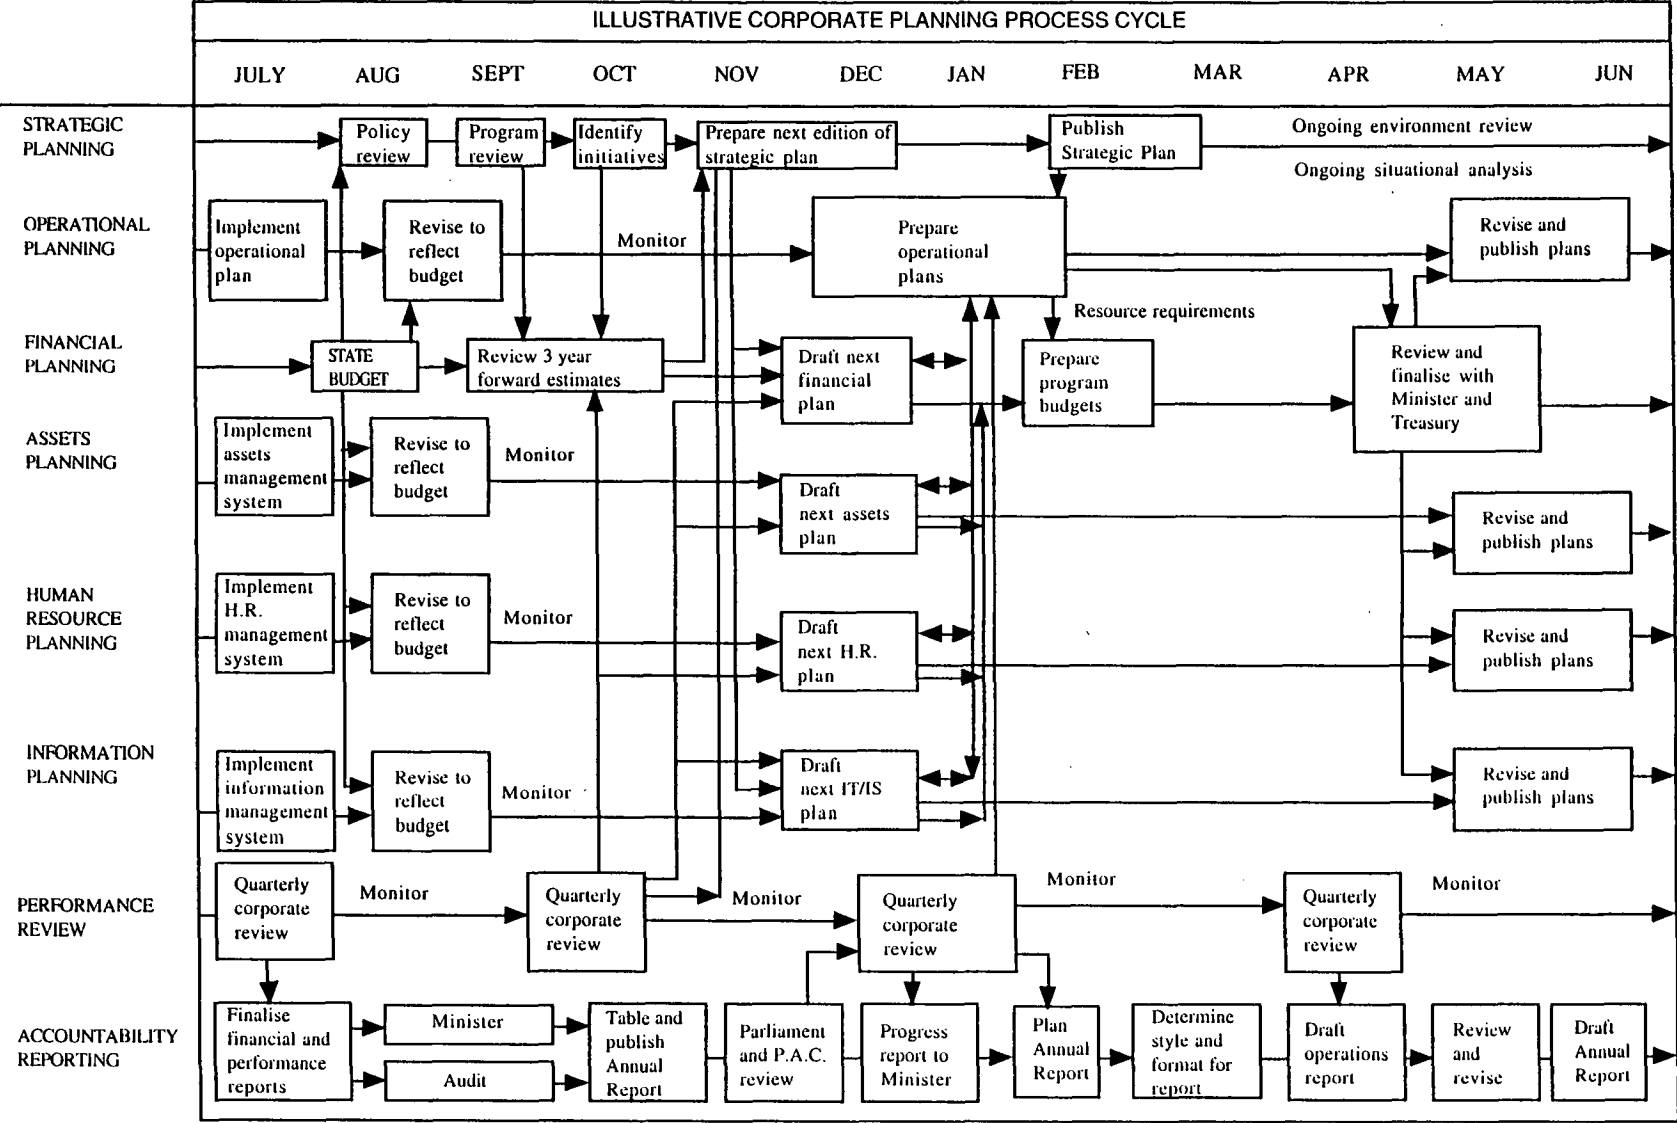 ILLUSTRATIVE CORPORATE PLANNING PROCESS CYCLE
JULY AUG SEPT OCT NOV DEC JAN FEB MAR APR MAY JUN
STRATEGIC
PLANNING
Policy
review
Program
review
Identify
initiatives
Prepare next edition of
strategic plan
Publish
Strategic Plan
Ongoing environment review
Ongoing situational analysis
OPERATIONAL
PLANNING
Implement
operational
plan
Revise to
reflect
budget
Monitor
Prepare
operational
plans
Revise and
publish plans
Resource requirements
FINANCIAL
PLANNING
STATE
BUDGET
Review 3 year
forward estimates
Draft next
financial
plan
Prepare
program
budgets
Review and
finalise with
Minister and
Treasury
ASSETS
PLANNING
Implement
assets
management
system
Revise to
reflect
budget
Monitor
Draft
next assets
plan
Revise and
publish plans
HUMAN
RESOURCE
PLANNING
Implement
H.R.
management
system
Revise to
reflect
budget
Monitor
Draft
next H.R.
plan
Revise and
publish plans
INFORMATION
PLANNING
Implement
information
management
system
Revise to
reflect
budget
Monitor
Draft
next IT/IS
plan
Revise and
publish plans
PERFORMANCE
REVIEW
Quarterly
corporate
review
Monitor
Quarterly
corporate
review
Monitor
Quarterly
corporate
review
Monitor
Quarterly
corporate
review
Monitor
ACCOUNTABILITY
REPORTING
Finalise
financial and
performance
reports
Minister
Audit
Table and
publish
Annual
Report
Parliament
and P.A.C.
review
Progress
report to
Minister
Plan
Annual
Report
Determine
style and
format for
report
Draft
operations
report
Review
and
revise
Draft
Annual
Report